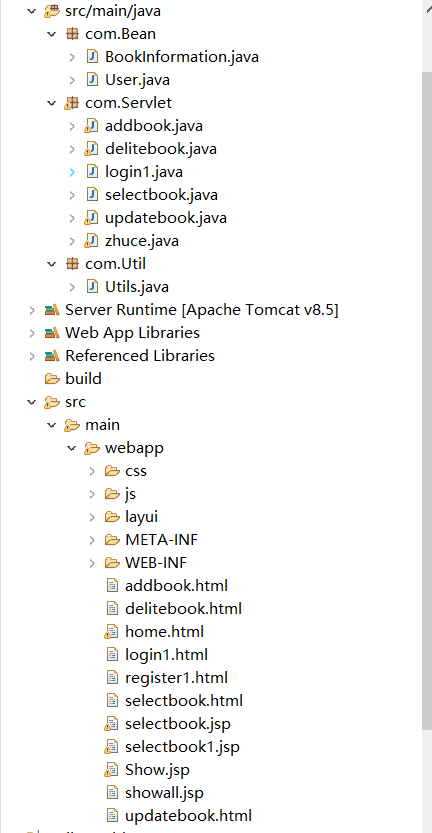 src/main/java
com.Bean
BookInformation.java
User.java
com.Servlet
addbook.java
delitebook.java
login1.java
selectbook.java
updatebook.java
zhuce.java
com.Util
Utils.java
Server Runtime [Apache Tomcat v8.5]
Web App Libraries
Referenced Libraries
build
src
main
webapp
css
js
layui
META-INF
WEB-INF
addbook.html
delitebook.html
home.html
login1.html
register1.html
selectbook.html
selectbook.jsp
selectbook1.jsp
Show.jsp
showall.jsp
updatebook.html